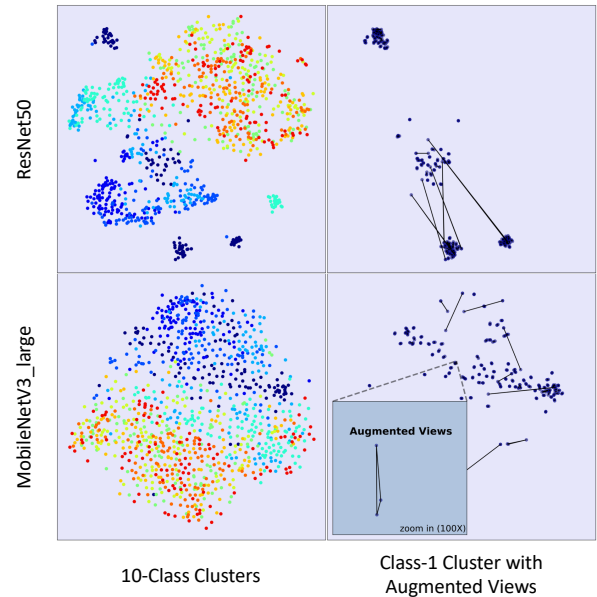 ResNet50
MobileNetV3_large
Augmented Views
zoom in (100X)
10-Class Clusters
Class-1 Cluster with
Augmented Views